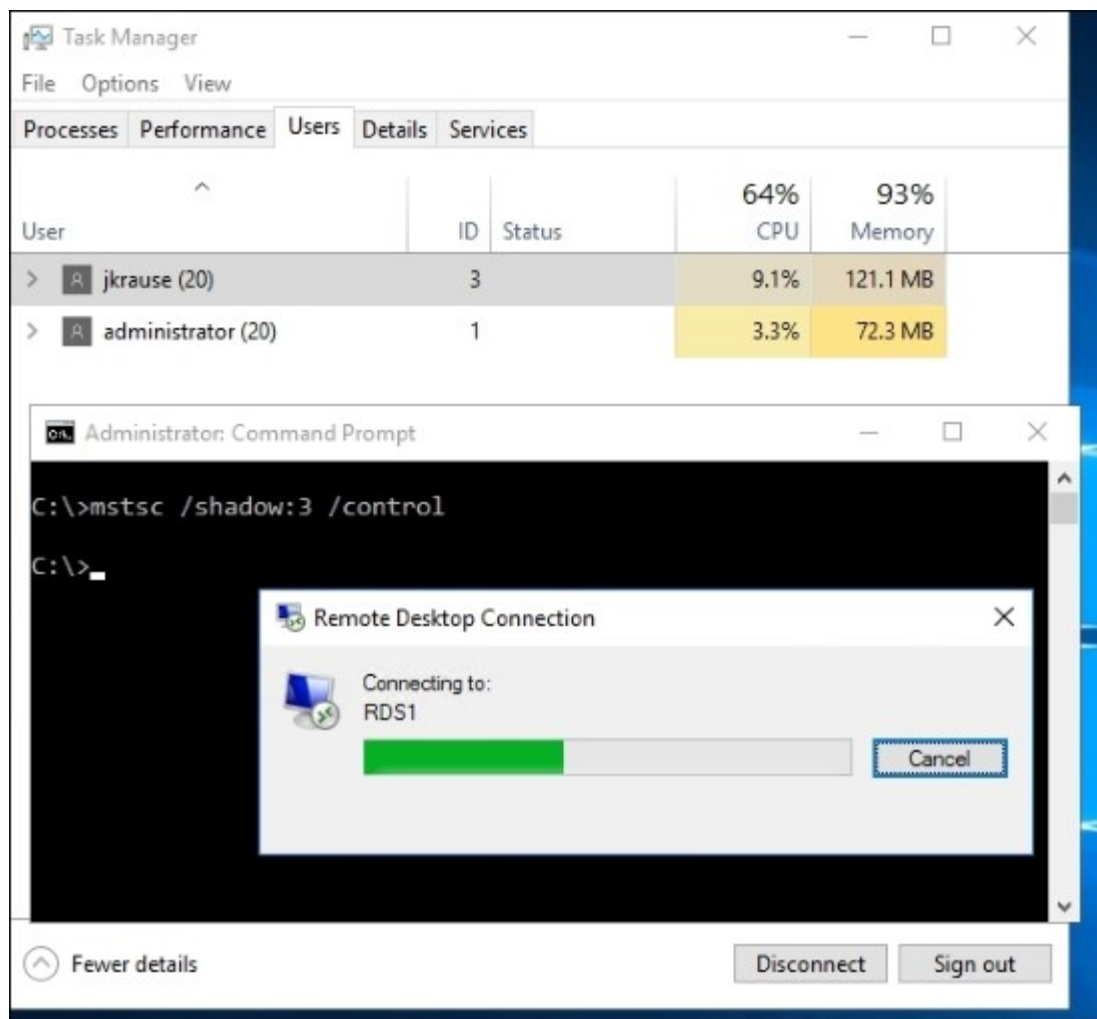 Task Manager
File Options View
Processes Performance Users Details Services
64% 93%
User ID Status CPU Memory
jkrause (20) 3 9.1% 121.1 MB
administrator (20) 1 3.3% 72.3 MB
Administrator: Command Prompt
C:\>mstsc /shadow:3 /control
C:\>
Remote Desktop Connection
Connecting to:
RDS1
Cancel
Fewer details Disconnect Sign out